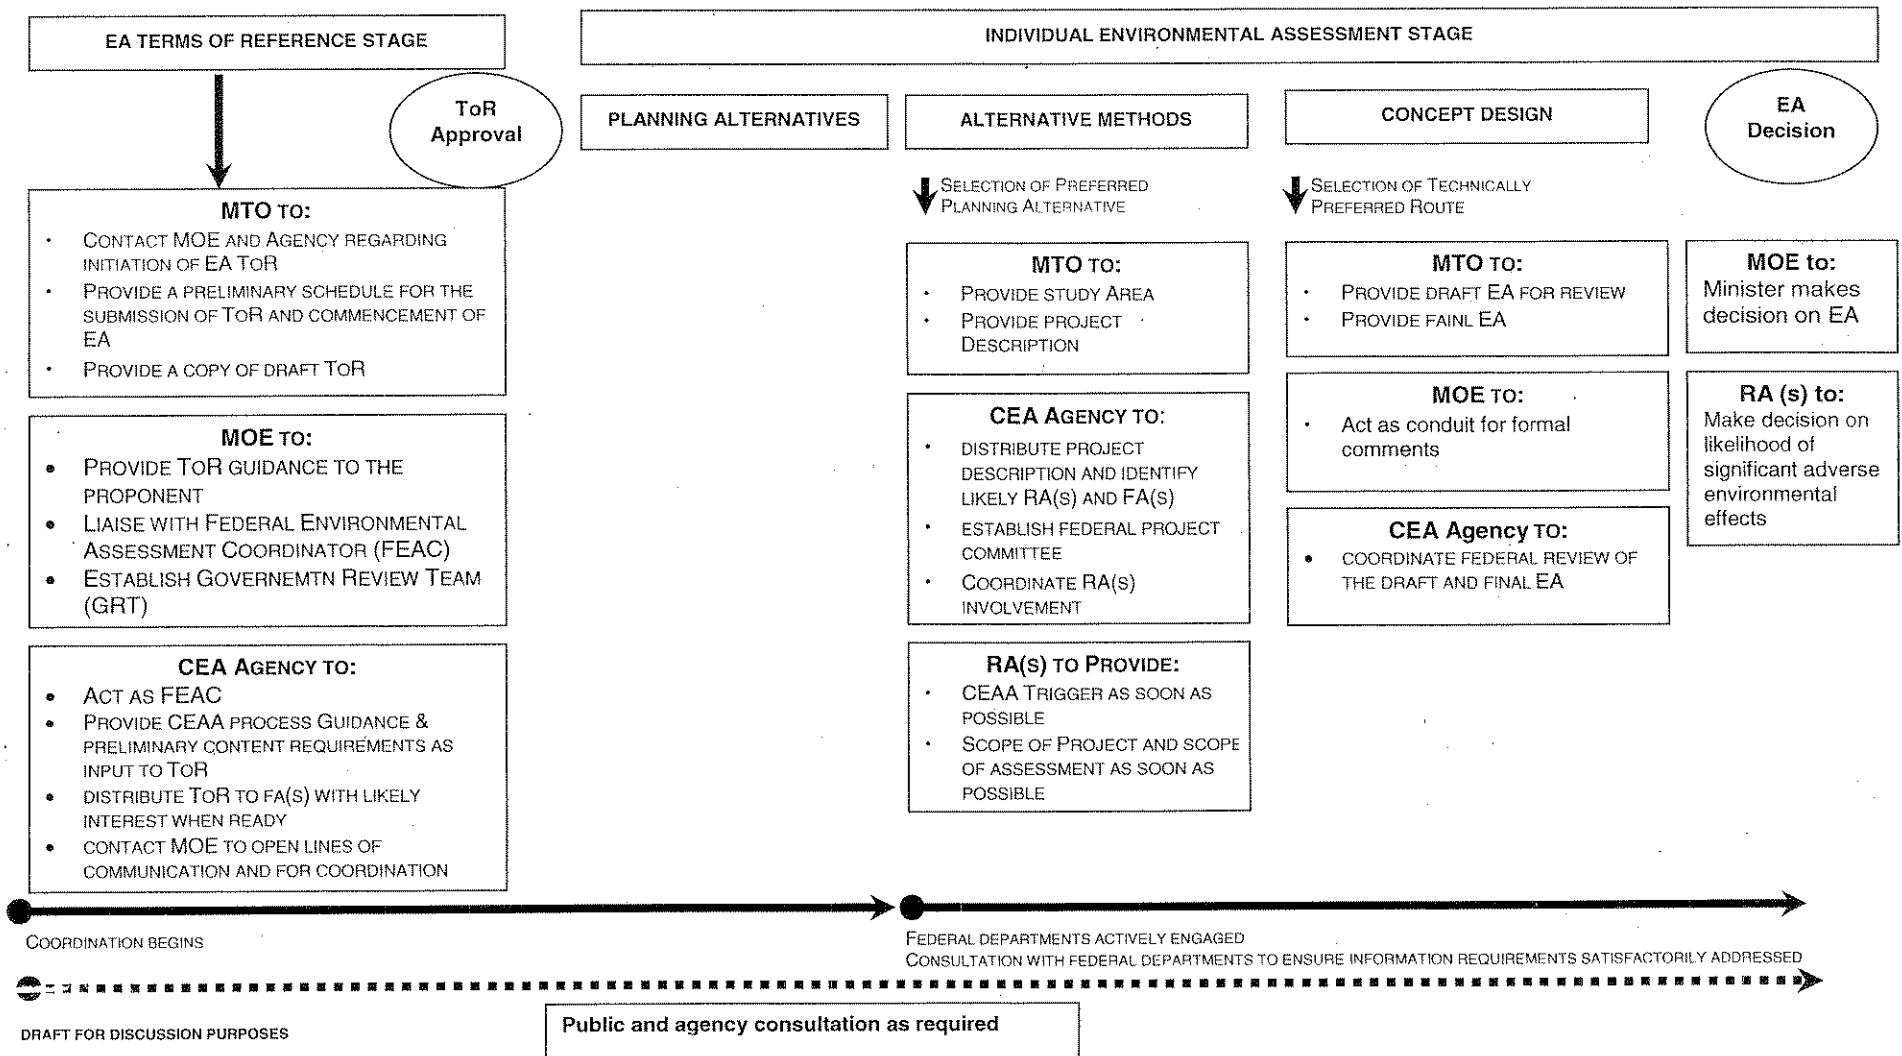 EA TERMS OF REFERENCE STAGE
INDIVIDUAL ENVIRONMENTAL ASSESSMENT STAGE
ToR
Approval
PLANNING ALTERNATIVES
ALTERNATIVE METHODS
CONCEPT DESIGN
EA
Decision
MTO TO:
• CONTACT MOE AND AGENCY REGARDING
INITIATION OF EA TOR
• PROVIDE A PRELIMINARY SCHEDULE FOR THE
SUBMISSION OF TOR AND COMMENCEMENT OF
EA
• PROVIDE A COPY OF DRAFT TOR
MOE TO:
• PROVIDE TOR GUIDANCE TO THE
PROPONENT
• LIAISE WITH FEDERAL ENVIRONMENTAL
ASSESSMENT COORDINATOR (FEAC)
• ESTABLISH GOVERNEMTN REVIEW TEAM
(GRT)
CEA AGENCY TO:
• ACT AS FEAC
• PROVIDE CEAA PROCESS GUIDANCE &
PRELIMINARY CONTENT REQUIREMENTS AS
INPUT TO TOR
• DISTRIBUTE TOR TO FA(S) WITH LIKELY
INTEREST WHEN READY
• CONTACT MOE TO OPEN LINES OF
COMMUNICATION AND FOR COORDINATION
SELECTION OF PREFERRED
PLANNING ALTERNATIVE
MTO TO:
• PROVIDE STUDY AREA
• PROVIDE PROJECT
DESCRIPTION
CEA AGENCY TO:
• DISTRIBUTE PROJECT
DESCRIPTION AND IDENTIFY
LIKELY RA(S) AND FA(S)
• ESTABLISH FEDERAL PROJECT
COMMITTEE
• COORDINATE RA(S)
INVOLVEMENT
RA(S) TO PROVIDE:
• CEAA TRIGGER AS SOON AS
POSSIBLE
• SCOPE OF PROJECT AND SCOPE
OF ASSESSMENT AS SOON AS
POSSIBLE
SELECTION OF TECHNICALLY
PREFERRED ROUTE
MTO TO:
• PROVIDE DRAFT EA FOR REVIEW
• PROVIDE FAINL EA
MOE TO:
• Act as conduit for formal
comments
CEA Agency TO:
• COORDINATE FEDERAL REVIEW OF
THE DRAFT AND FINAL EA
MOE to:
Minister makes
decision on EA
RA (s) to:
Make decision on
likelihood of
significant adverse
environmental
effects
COORDINATION BEGINS
FEDERAL DEPARTMENTS ACTIVELY ENGAGED
CONSULTATION WITH FEDERAL DEPARTMENTS TO ENSURE INFORMATION REQUIREMENTS SATISFACTORILY ADDRESSED
DRAFT FOR DISCUSSION PURPOSES
Public and agency consultation as required